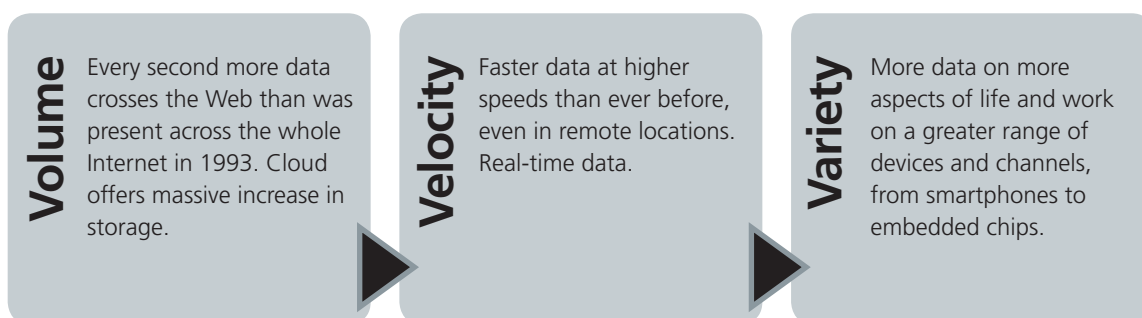 Volume
Every second more data
crosses the Web than was
present across the whole
Internet in 1993. Cloud
offers massive increase in
storage.
Velocity
Faster data at higher
speeds than ever before,
even in remote locations.
Real-time data.
Variety
More data on more
aspects of life and work
on a greater range of
devices and channels,
from smartphones to
embedded chips.